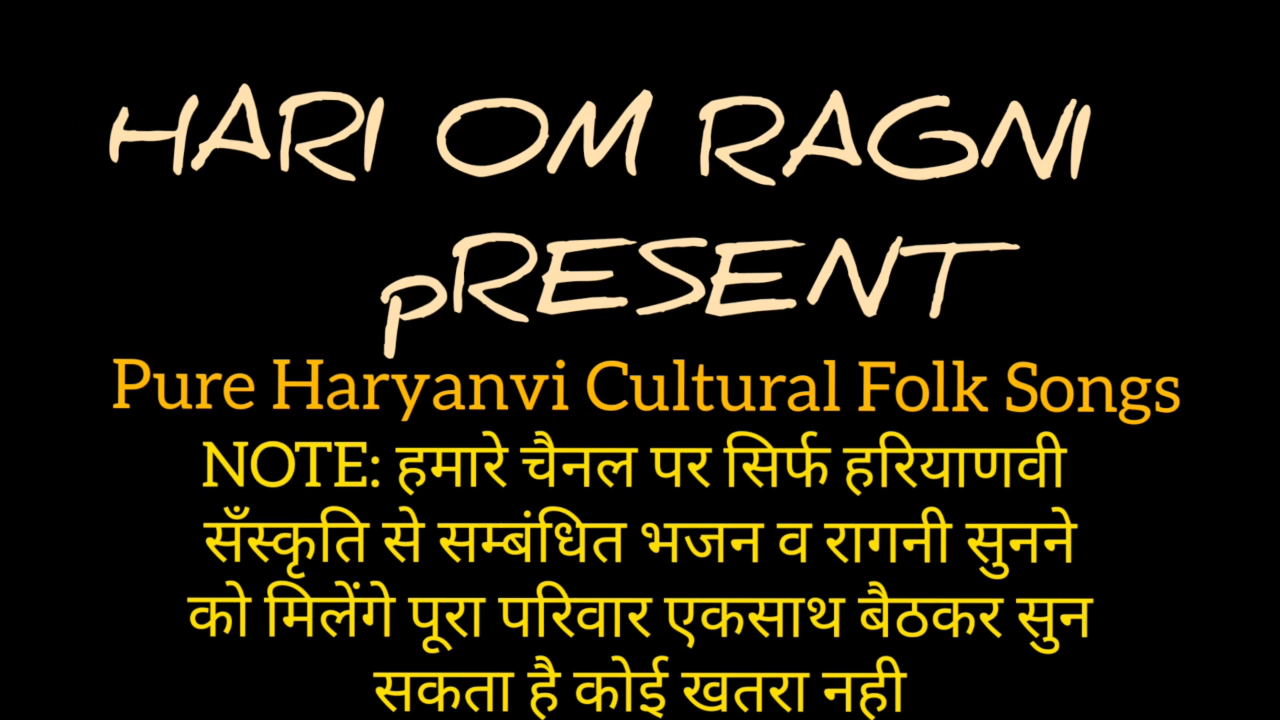 HARI OM RAGNI
pRESENT
Pure Haryanvi Cultural Folk Songs
NOTE: हमारे चैनल पर सिर्फ हरियाणवी
सँस्कृति से सम्बंधित भजन व रागनी सुनने
को मिलेंगे पूरा परिवार एकसाथ बैठकर सुन
सकता है कोई खतरा नही